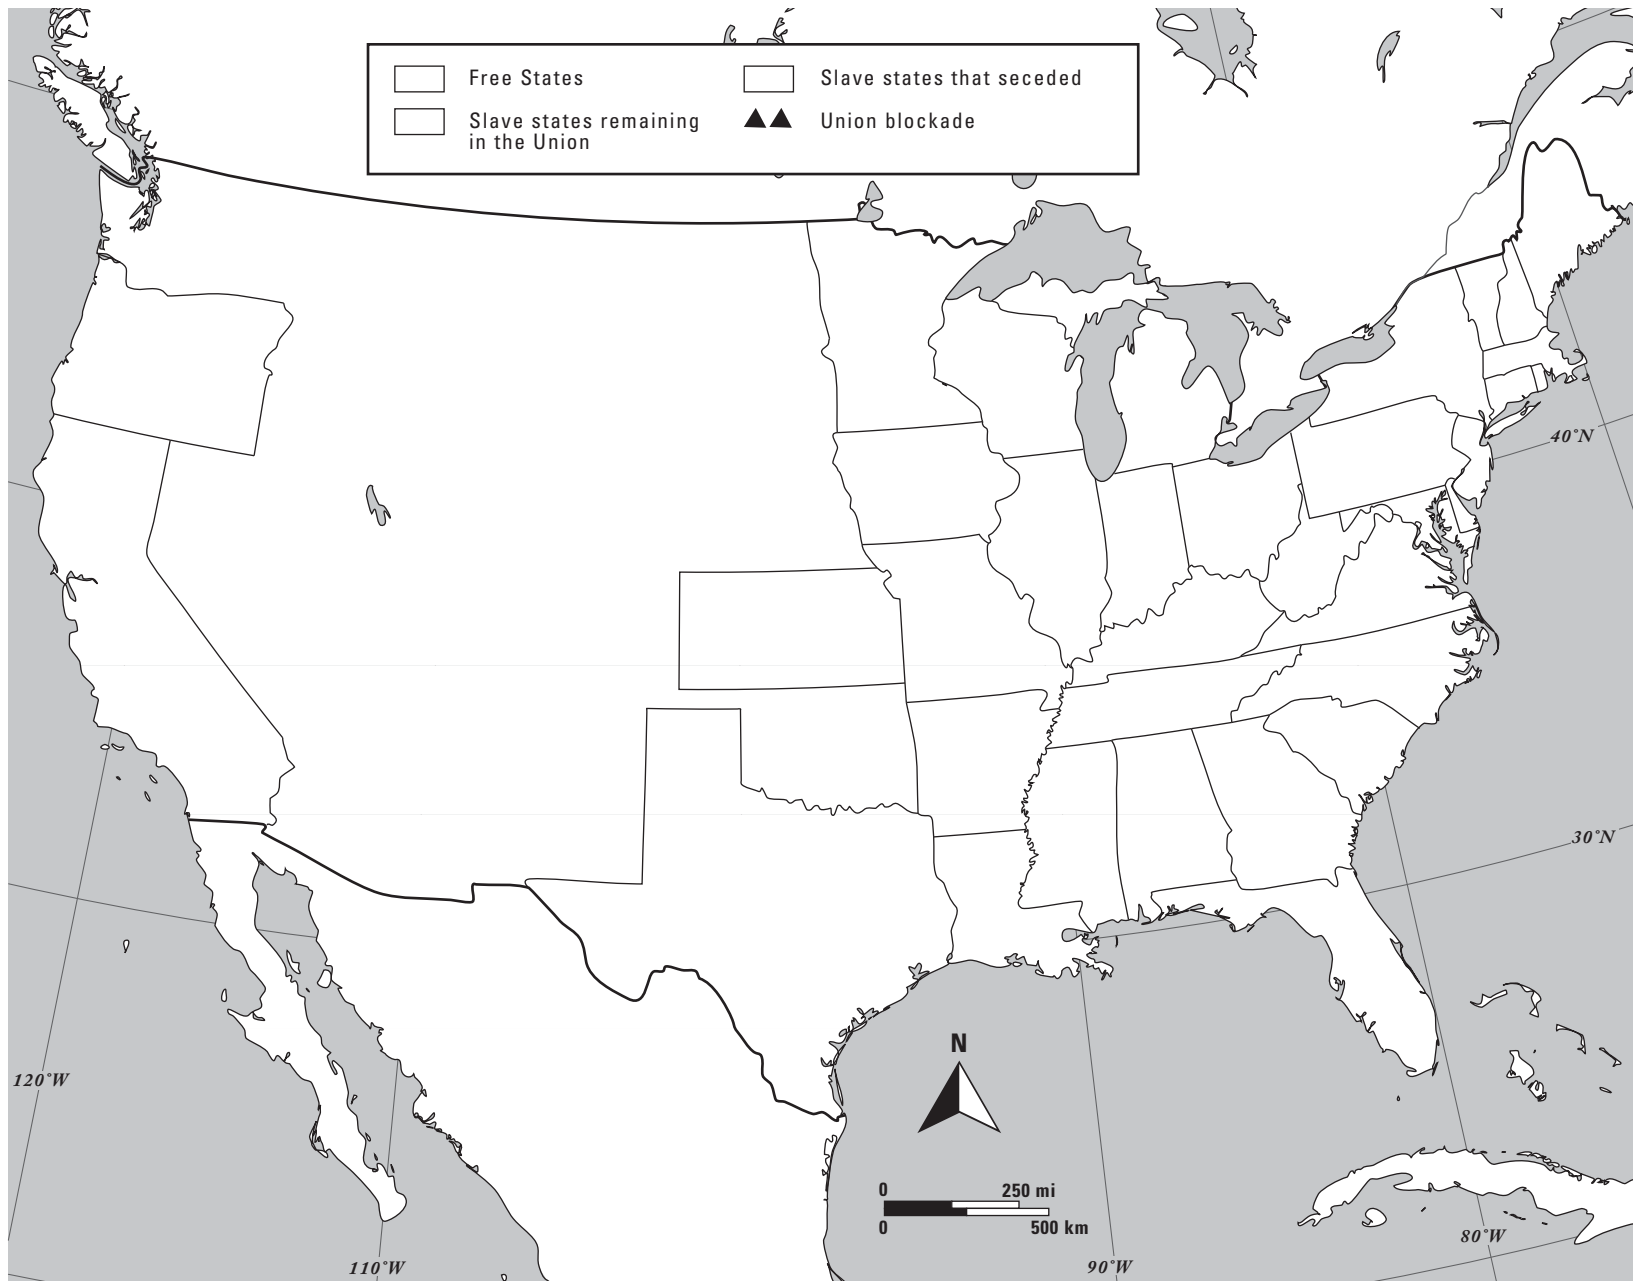 Free States
Slave states that seceded
Slave states remaining
in the Union
Union blockade
40°N
30°N
N
120°W
0 250 mi
0 500 km
80°W
110°W
90°W